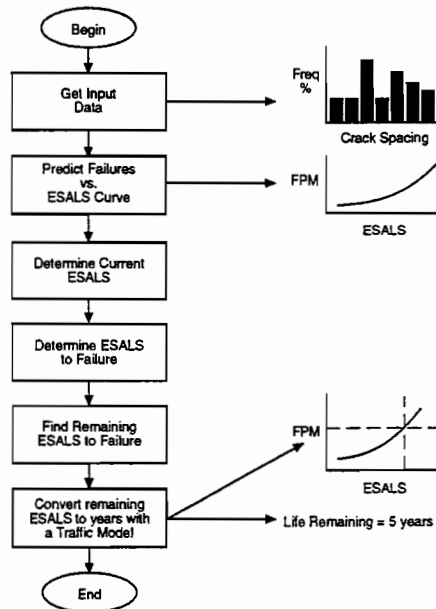 Begin
Get Input
Data
Freq
%
Crack Spacing
Predict Failures
vs.
ESALS Curve
FPM
ESALS
Determine Current
ESALS
Determine ESALS
to Failure
Find Remaining
ESALS to Failure
FPM
ESALS
Convert remaining
ESALS to years with
a Traffic Model
Life Remaining = 5 years
End